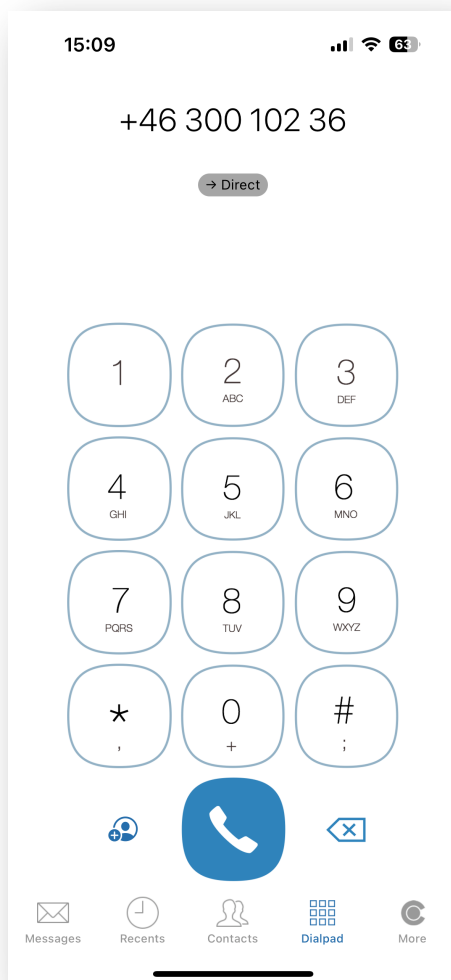 15:09 63
+46 300 102 36
→ Direct
1 2 3
ABC DEF
4 5 6
GHI JKL MNO
7 8 9
PQRS TUV WXYZ
* 0 #
, + ;
Messages Recents Contacts Dialpad More